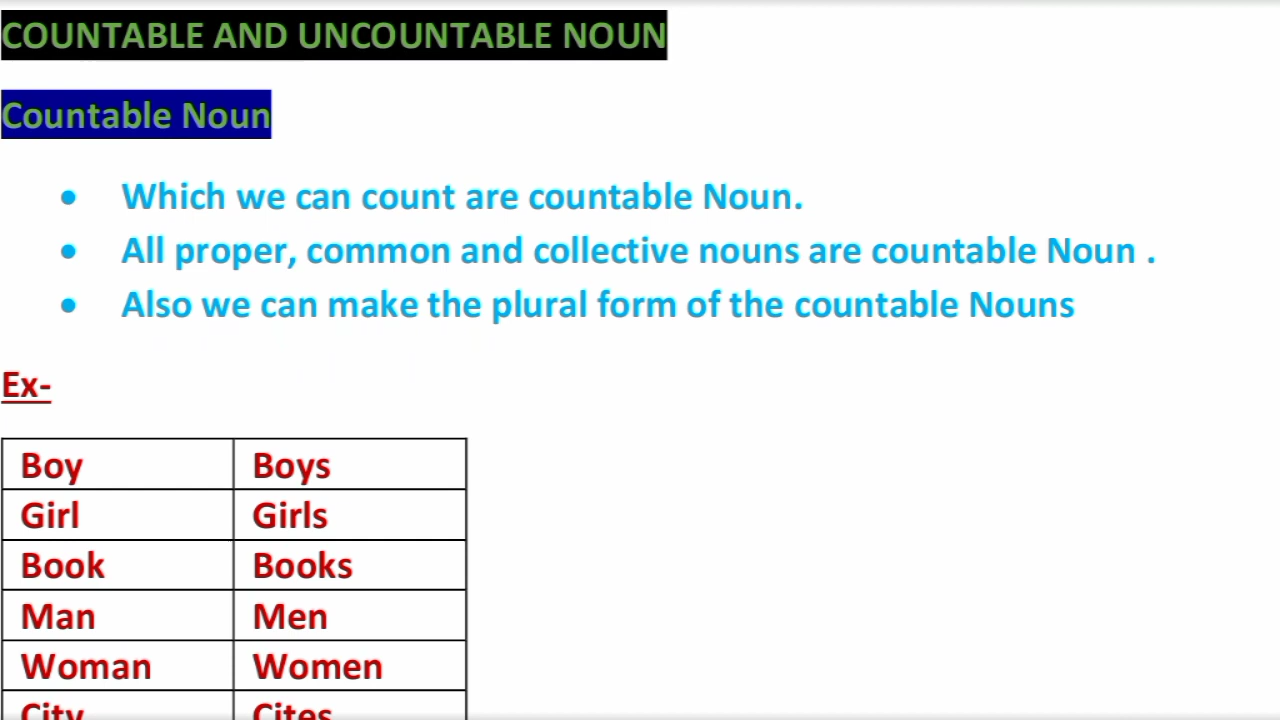 COUNTABLE AND UNCOUNTABLE NOUN
Countable Noun
• Which we can count are countable Noun.
• All proper, common and collective nouns are countable Noun .
• Also we can make the plural form of the countable Nouns
Ex-
Boy Boys
Girl Girls
Book Books
Man Men
Woman Women
City Cites